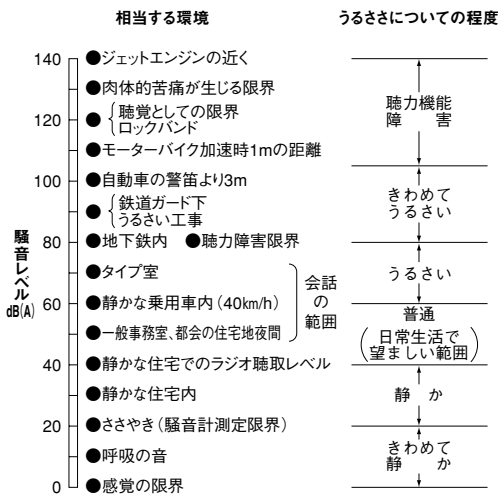 相当する環境
うるささについての程度
騒音レベル
dB(A)
140
120
100
80
60
40
20
0
●ジェットエンジンの近く
●肉体的苦痛が生じる限界
●聴覚としての限界
ロックバンド
●モーターバイク加速時1mの距離
●自動車の警笛より3m
●鉄道ガード下
うるさい工事
●地下鉄内 ●聴力障害限界
●タイプ室
●静かな乗用車内(40km/h)
●一般事務室、都会の住宅地夜間
会話の範囲
●静かな住宅でのラジオ聴取レベル
●静かな住宅内
●ささやき(騒音計測定限界)
●呼吸の音
●感覚の限界
聴力機能
障 害
きわめて
うるさい
うるさい
普通
(日常生活で
望ましい範囲)
静 か
きわめて
静 か